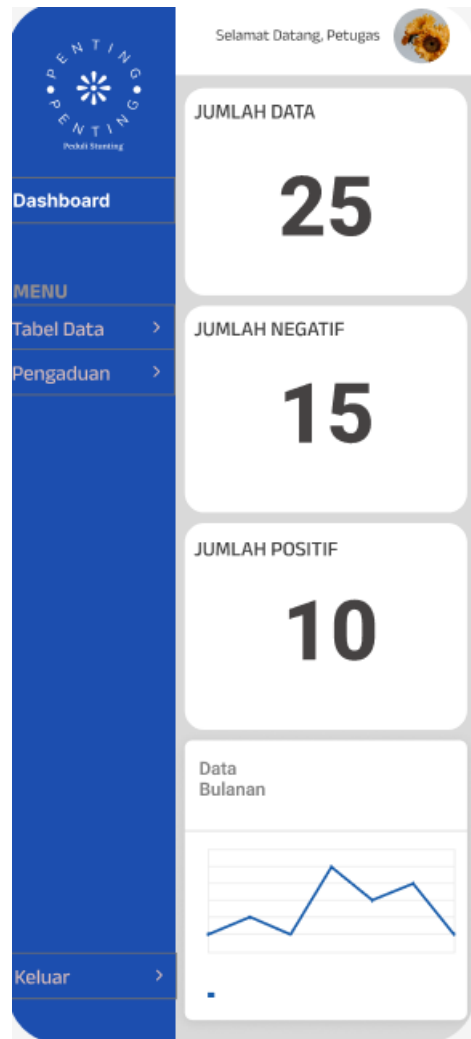 PENTING
PENTING
Peduli Stunting
Dashboard
MENU
Tabel Data
Pengaduan
Keluar
Selamat Datang, Petugas
JUMLAH DATA
25
JUMLAH NEGATIF
15
JUMLAH POSITIF
10
Data
Bulanan